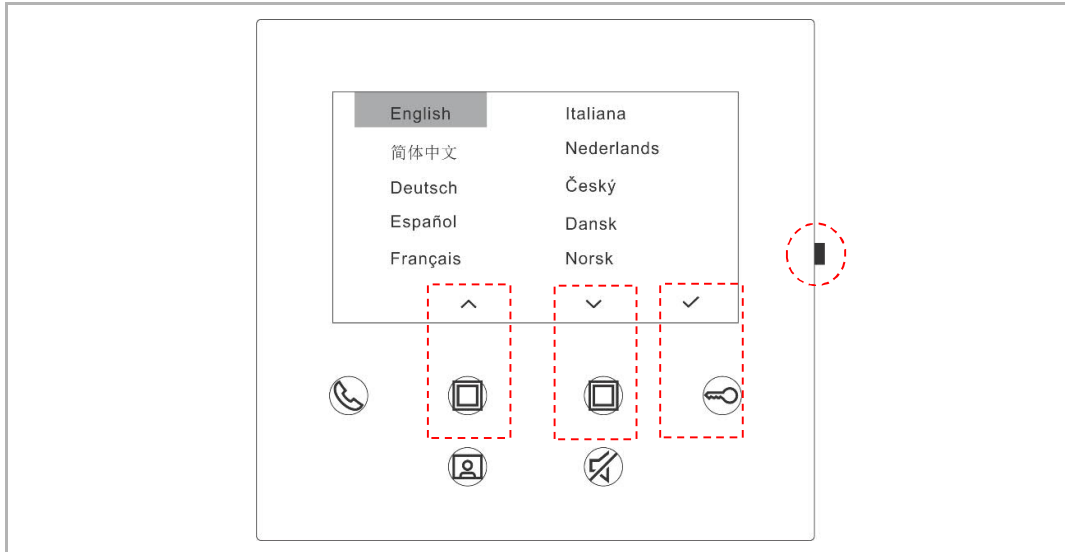 English
简体中文
Deutsch
Español
Français
Italiana
Nederlands
Český
Dansk
Norsk